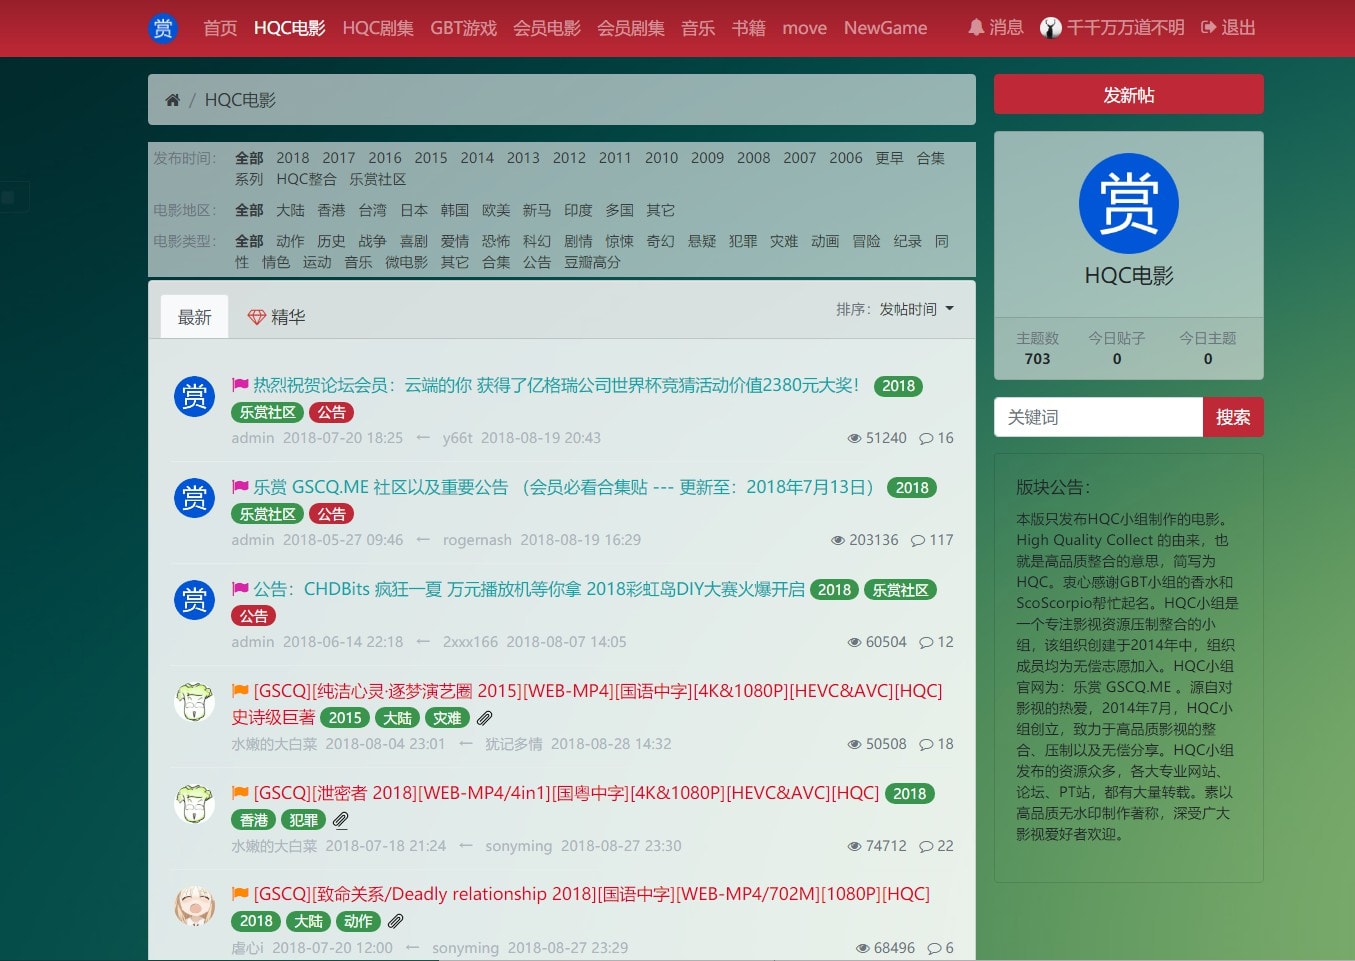 赏 首页 HQC电影 HQC剧集 GBT游戏 会员电影 会员剧集 音乐 书籍 move NewGame 消息 千千万万道不明 退出
/ HQC电影
发布时间： 全部 2018 2017 2016 2015 2014 2013 2012 2011 2010 2009 2008 2007 2006 更早 合集
系列 HQC整合 乐赏社区
电影地区： 全部 大陆 香港 台湾 日本 韩国 欧美 新马 印度 多国 其它
电影类型： 全部 动作 历史 战争 喜剧 爱情 恐怖 科幻 剧情 惊悚 奇幻 悬疑 犯罪 灾难 动画 冒险 纪录 同
性 情色 运动 音乐 微电影 其它 合集 公告 豆瓣高分
最新 精华 排序：发帖时间
赏 热烈祝贺论坛会员：云端的你 获得了亿格瑞公司世界杯竞猜活动价值2380元大奖！ 2018
乐赏社区 公告
admin 2018-07-20 18:25 ← y66t 2018-08-19 20:43 51240 16
赏 乐赏 GSCQ.ME 社区以及重要公告 （会员必看合集贴 --- 更新至：2018年7月13日） 2018
乐赏社区 公告
admin 2018-05-27 09:46 ← rogernash 2018-08-19 16:29 203136 117
赏 公告：CHDBits 疯狂一夏 万元播放机等你拿 2018彩虹岛DIY大赛火爆开启 2018 乐赏社区
公告
admin 2018-06-14 22:18 ← 2xxx166 2018-08-07 14:05 60504 12
[GSCQ][纯洁心灵·逐梦演艺圈 2015][WEB-MP4][国语中字][4K&1080P][HEVC&AVC][HQC]
史诗级巨著 2015 大陆 灾难
水嫩的大白菜 2018-08-04 23:01 ← 犹记多情 2018-08-28 14:32 50508 18
[GSCQ][泄密者 2018][WEB-MP4/4in1][国粤中字][4K&1080P][HEVC&AVC][HQC] 2018
香港 犯罪
水嫩的大白菜 2018-07-18 21:24 ← sonyming 2018-08-27 23:30 74712 22
[GSCQ][致命关系/Deadly relationship 2018][国语中字][WEB-MP4/702M][1080P][HQC]
2018 大陆 动作
虐心i 2018-07-20 12:00 ← sonyming 2018-08-27 23:29 68496 6
发新帖
赏
HQC电影
主题数 今日贴子 今日主题
703 0 0
关键词 搜索
版块公告：
本版只发布HQC小组制作的电影。
High Quality Collect 的由来，也
就是高品质整合的意思，简写为
HQC。衷心感谢GBT小组的香水和
ScoScorpio帮忙起名。HQC小组是
一个专注影视资源压制整合的小
组，该组织创建于2014年中，组织
成员均为无偿志愿加入。HQC小组
官网为：乐赏 GSCQ.ME 。源自对
影视的热爱，2014年7月，HQC小
组创立，致力于高品质影视的整
合、压制以及无偿分享。HQC小组
发布的资源众多，各大专业网站、
论坛、PT站，都有大量转载。素以
高品质无水印制作著称，深受广大
影视爱好者欢迎。